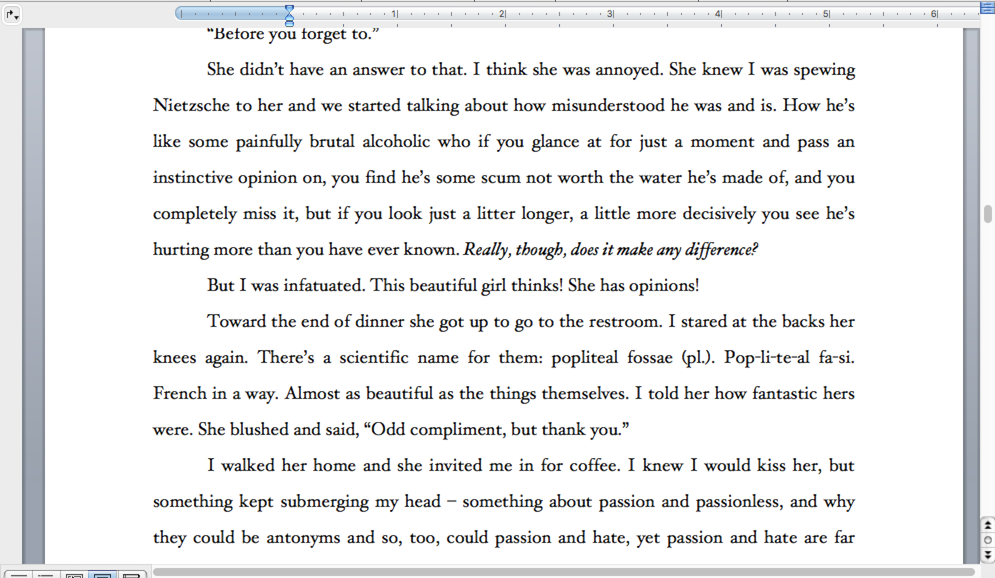 1 2 3 4 5 6
“Before you forget to.”
She didn’t have an answer to that. I think she was annoyed. She knew I was spewing
Nietzsche to her and we started talking about how misunderstood he was and is. How he’s
like some painfully brutal alcoholic who if you glance at for just a moment and pass an
instinctive opinion on, you find he’s some scum not worth the water he’s made of, and you
completely miss it, but if you look just a litter longer, a little more decisively you see he’s
hurting more than you have ever known. Really, though, does it make any difference?
But I was infatuated. This beautiful girl thinks! She has opinions!
Toward the end of dinner she got up to go to the restroom. I stared at the backs her
knees again. There’s a scientific name for them: popliteal fossae (pl.). Pop-li-te-al fa-si.
French in a way. Almost as beautiful as the things themselves. I told her how fantastic hers
were. She blushed and said, “Odd compliment, but thank you.”
I walked her home and she invited me in for coffee. I knew I would kiss her, but
something kept submerging my head – something about passion and passionless, and why
they could be antonyms and so, too, could passion and hate, yet passion and hate are far